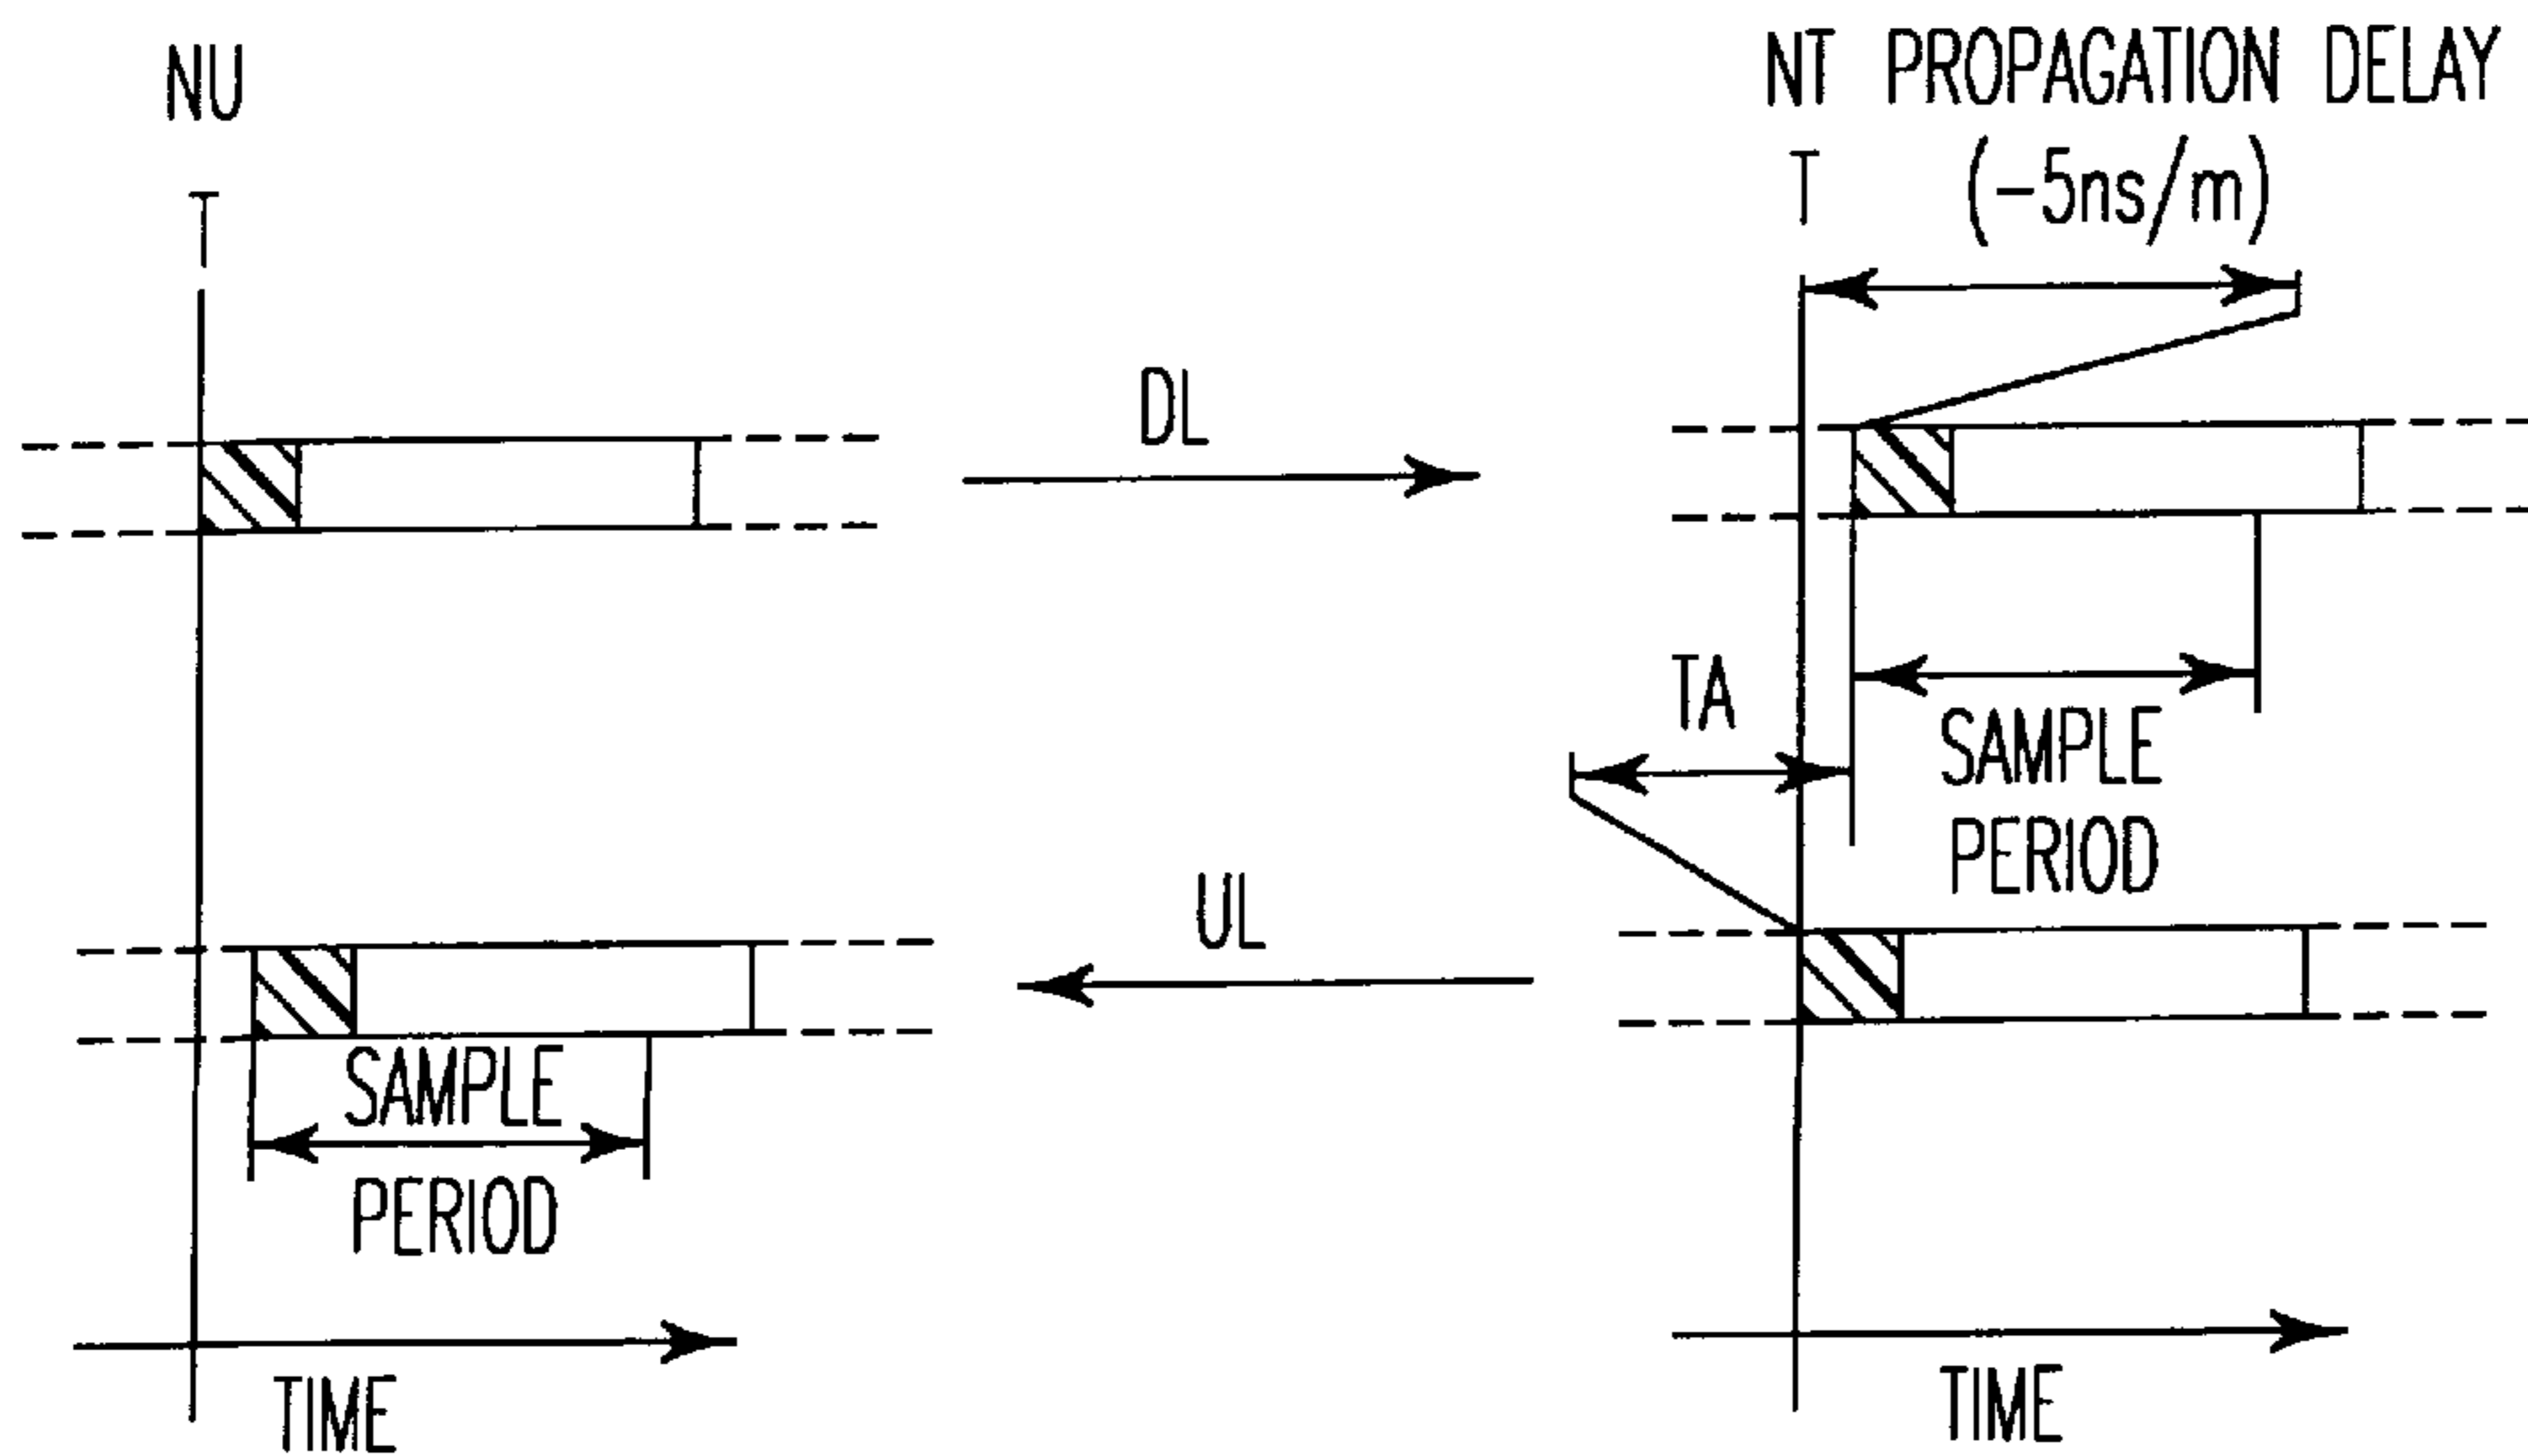 NU
T
NT PROPAGATION DELAY
T
(-5ns/m)
DL
TA
SAMPLE
PERIOD
UL
SAMPLE
PERIOD
TIME
TIME